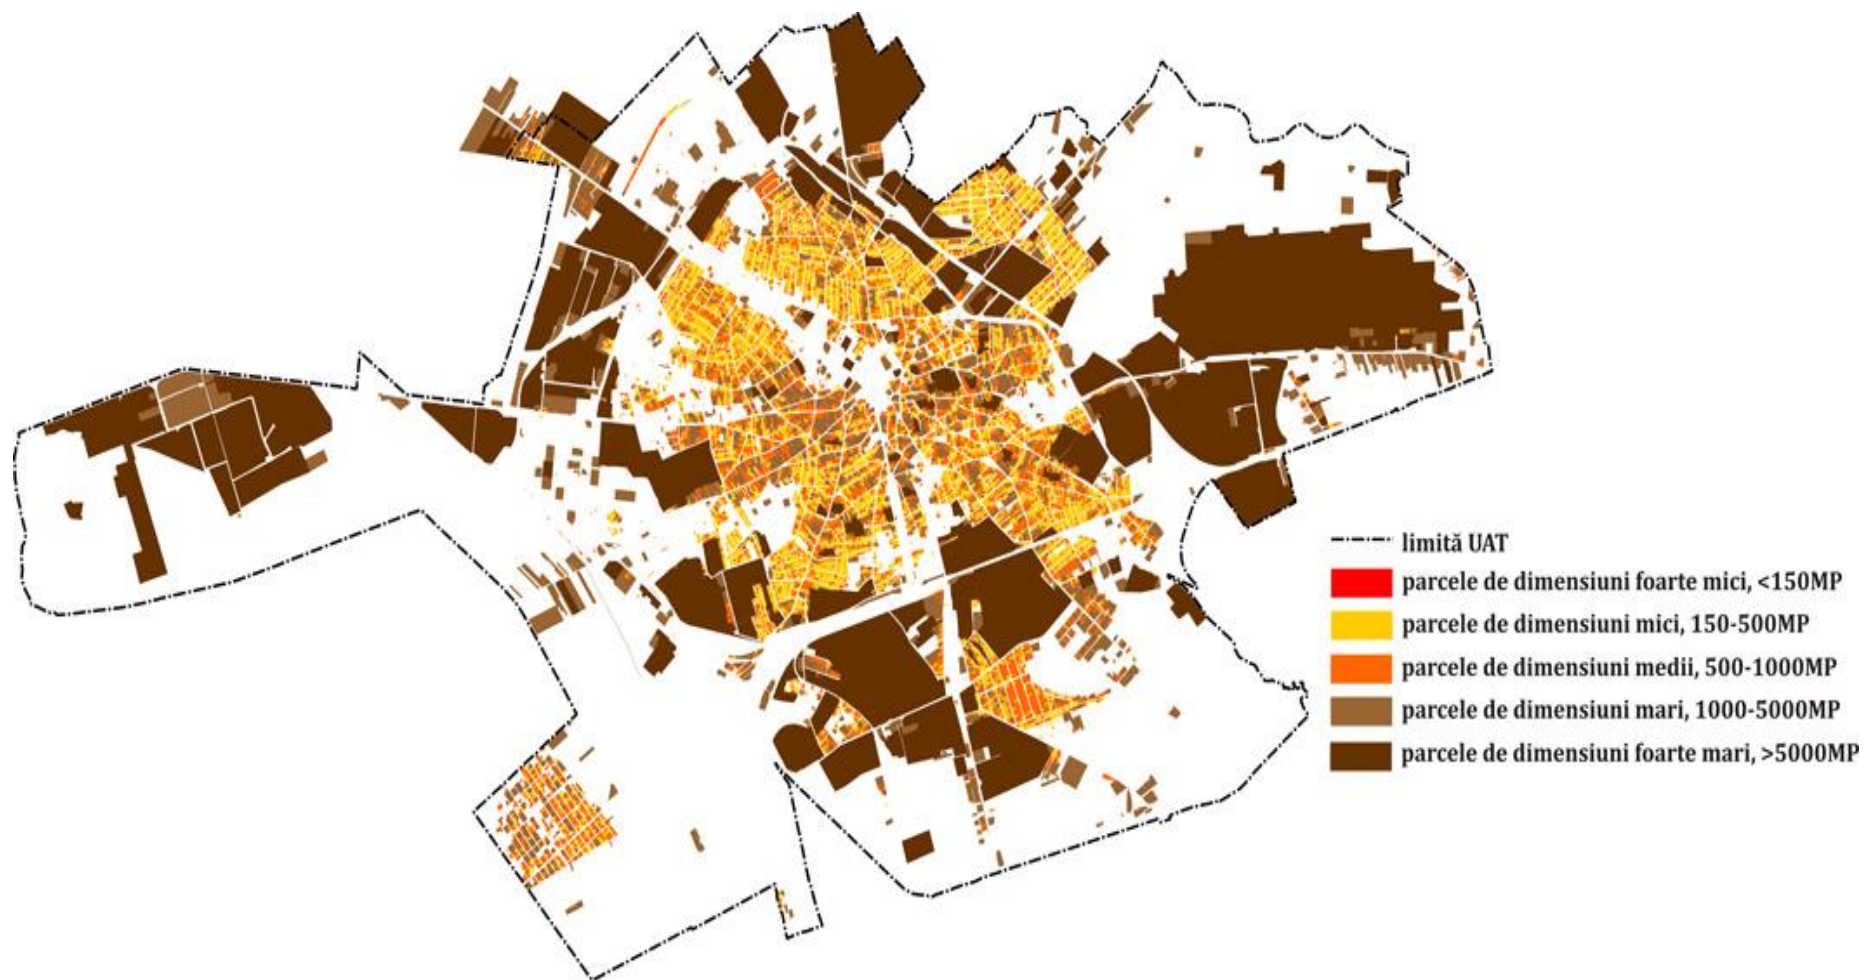 limită UAT
parcele de dimensiuni foarte mici, <150MP
parcele de dimensiuni mici, 150-500MP
parcele de dimensiuni medii, 500-1000MP
parcele de dimensiuni mari, 1000-5000MP
parcele de dimensiuni foarte mari, >5000MP